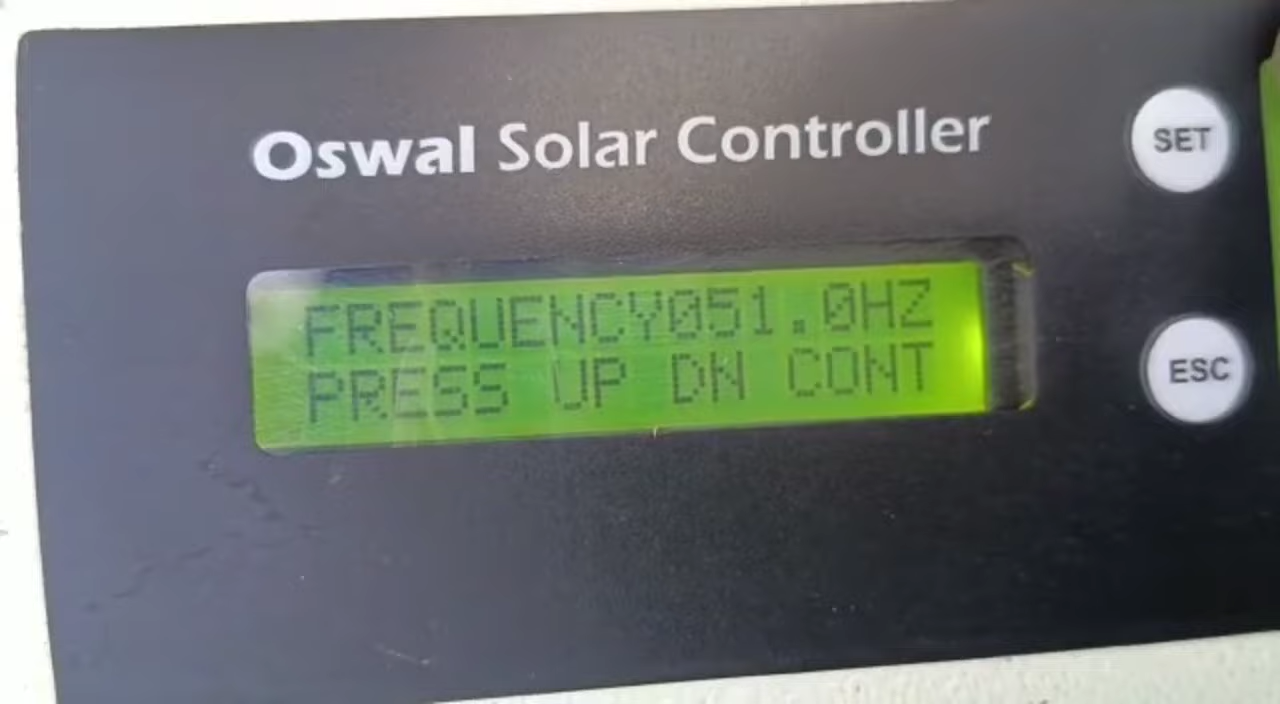 Oswal Solar Controller
SET
FREQUENCY051.0HZ
PRESS UP DN CONT
ESC